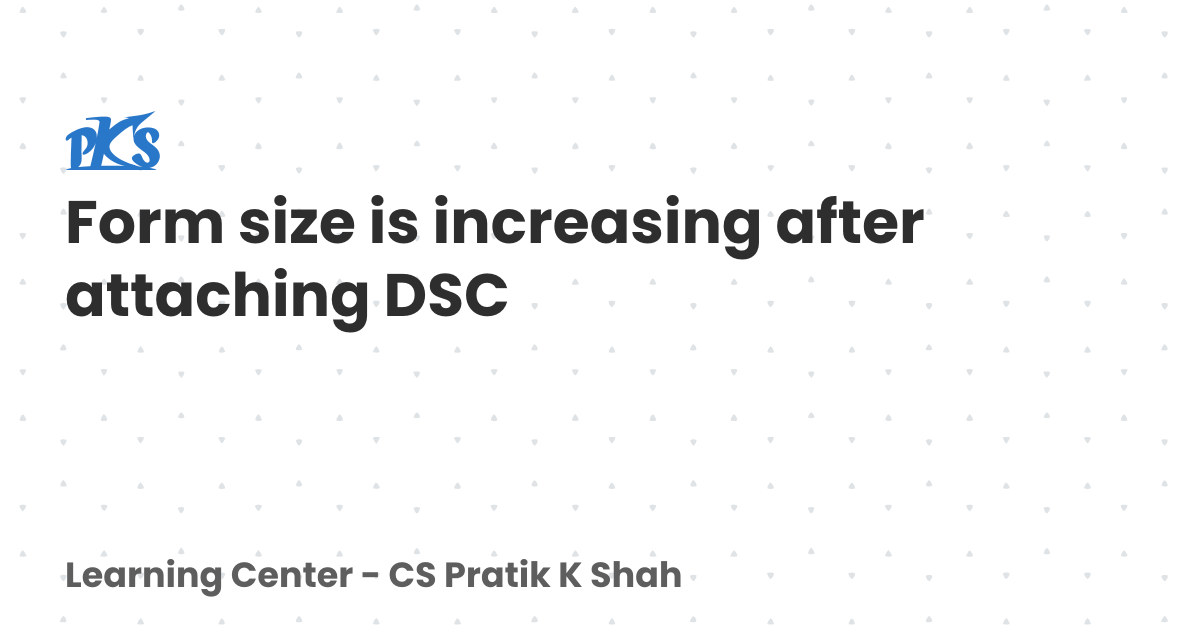 PKS
Form size is increasing after
attaching DSC
Learning Center - CS Pratik K Shah